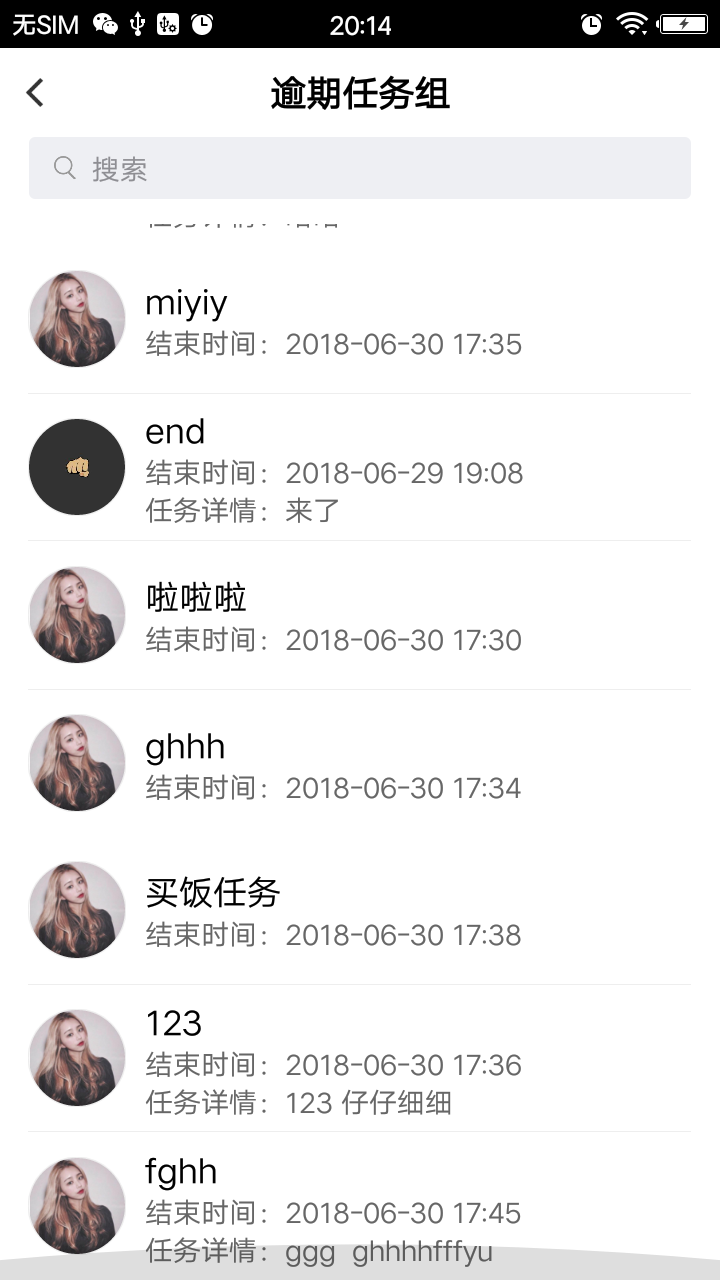 无SIM 20:14
逾期任务组
搜索
miyiy
结束时间：2018-06-30 17:35
end
结束时间：2018-06-29 19:08
任务详情：来了
啦啦啦
结束时间：2018-06-30 17:30
ghhh
结束时间：2018-06-30 17:34
买饭任务
结束时间：2018-06-30 17:38
123
结束时间：2018-06-30 17:36
任务详情：123 仔仔细细
fghh
结束时间：2018-06-30 17:45
任务详情：ggg  ghhhhfffyu